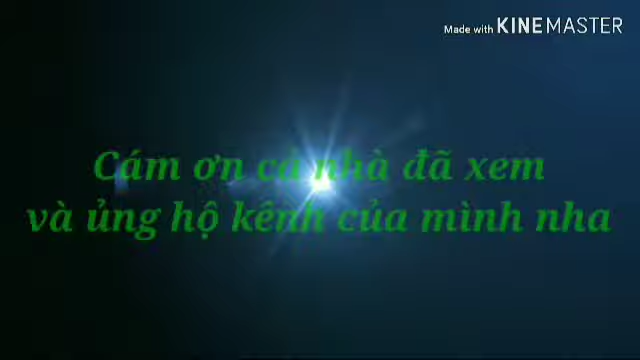 Made with KINEMASTER
Cám ơn cả nhà đã xem
và ủng hộ kênh của mình nha